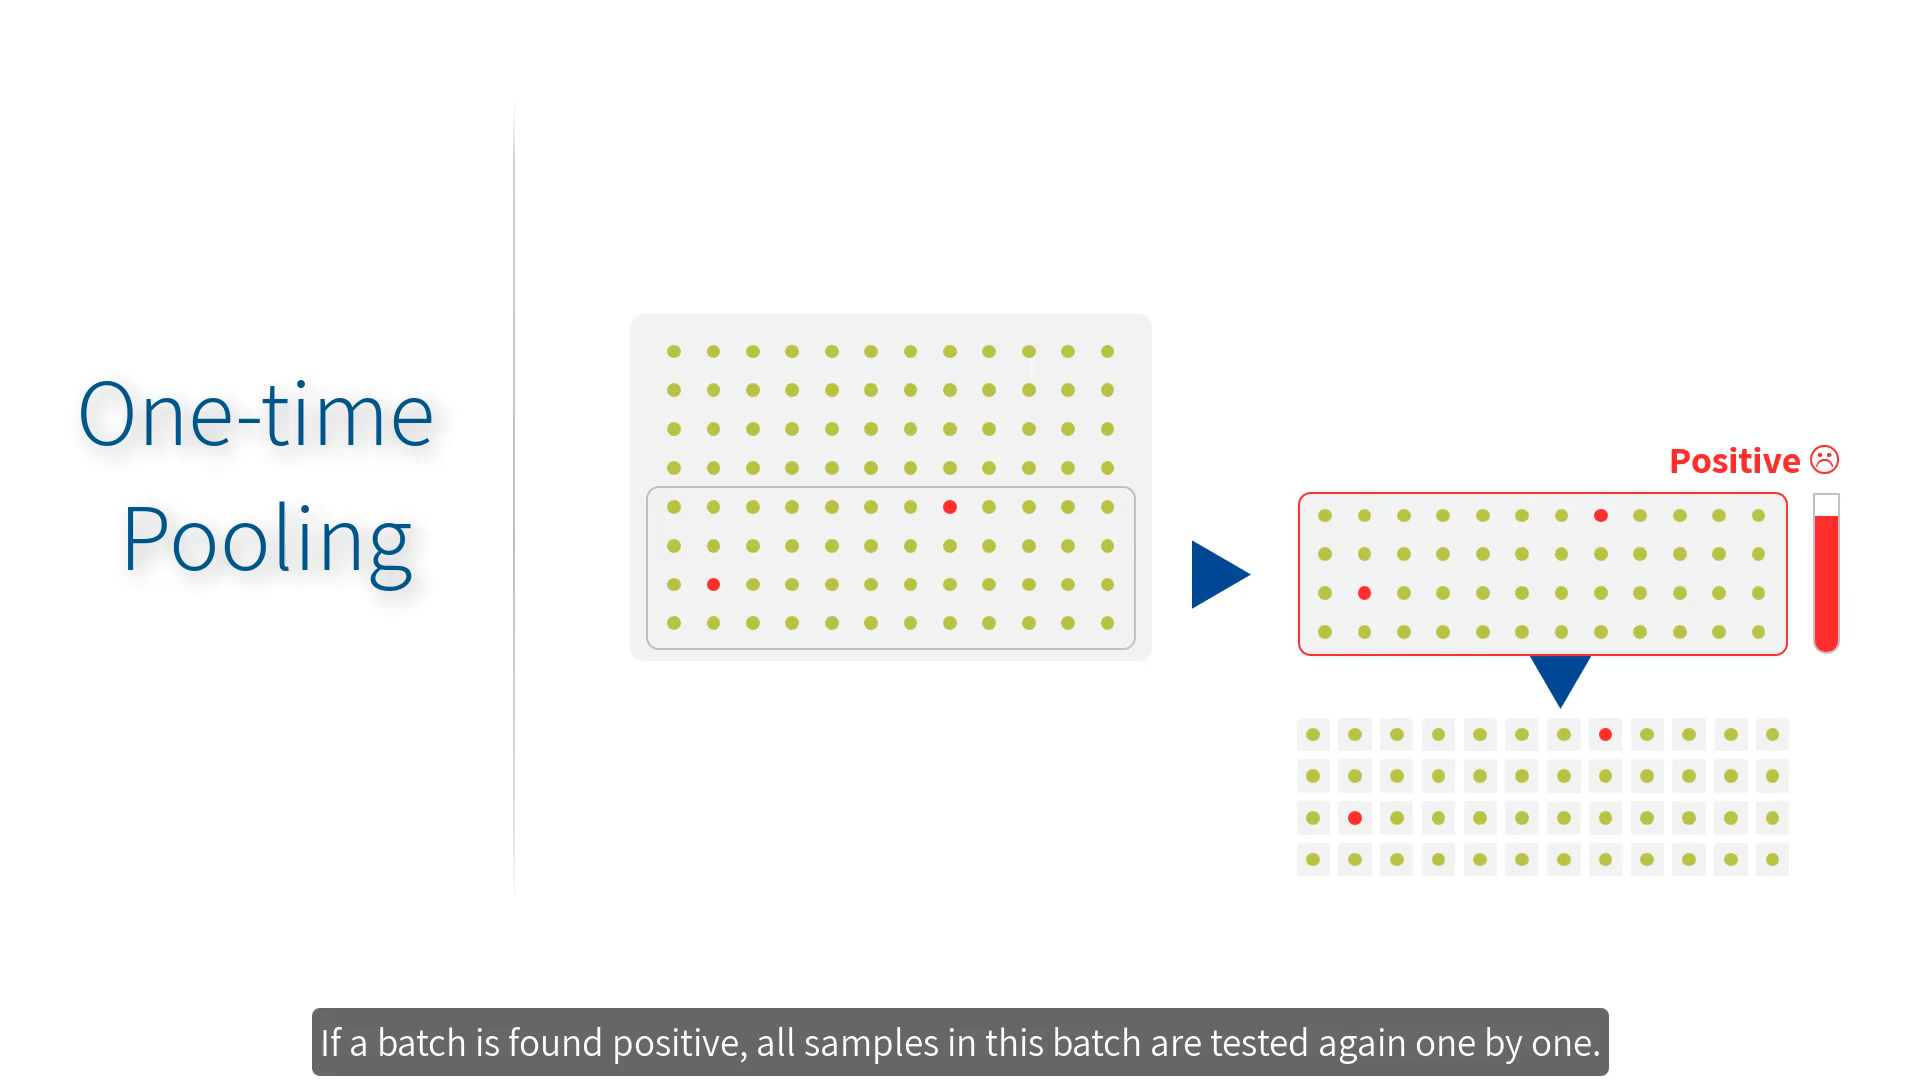 One-time
Pooling
Positive
If a batch is found positive, all samples in this batch are tested again one by one.